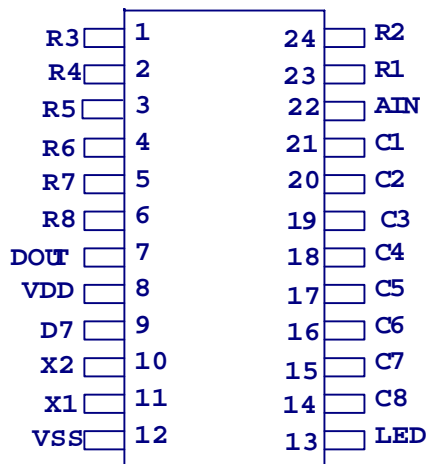 R3 1 24 R2
R4 2 23 R1
R5 3 22 AIN
R6 4 21 C1
R7 5 20 C2
R8 6 19 C3
DOUT 7 18 C4
VDD 8 17 C5
D7 9 16 C6
X2 10 15 C7
X1 11 14 C8
VSS 12 13 LED